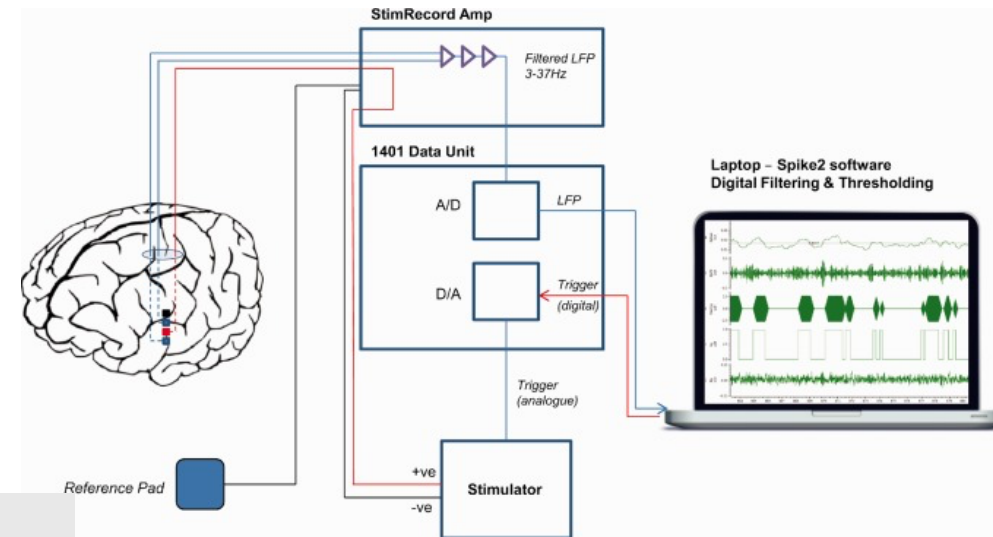 StimRecord Amp
Filtered LFP
3-37Hz
1401 Data Unit
A/D
LFP
D/A
Trigger
(digital)
Laptop – Spike2 software
Digital Filtering & Thresholding
Trigger
(analogue)
+ve
-ve
Stimulator
Reference Pad